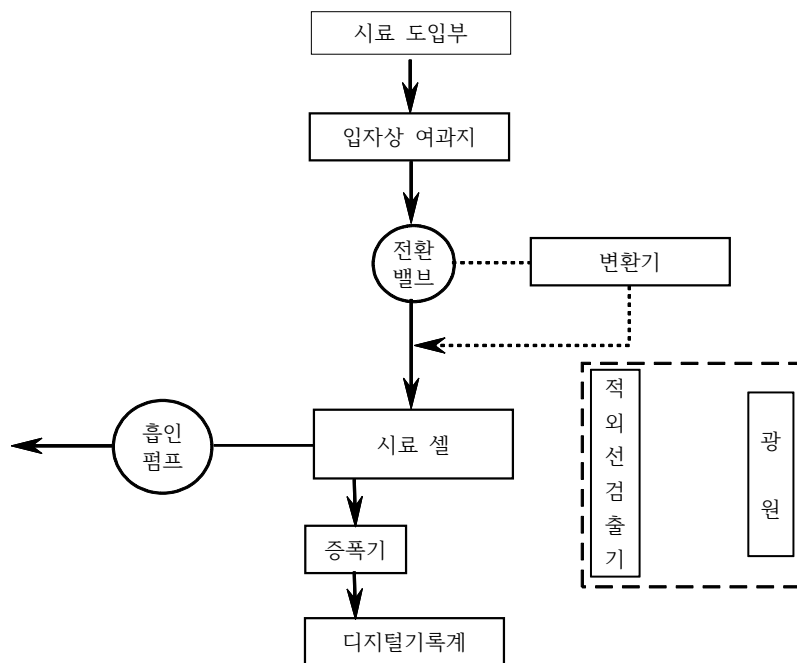 시료 도입부
입자상 여과지
전환
밸브
변환기
흡인
펌프
시료 셀
적
외
선
검
출
기
광
원
증폭기
디지털기록계